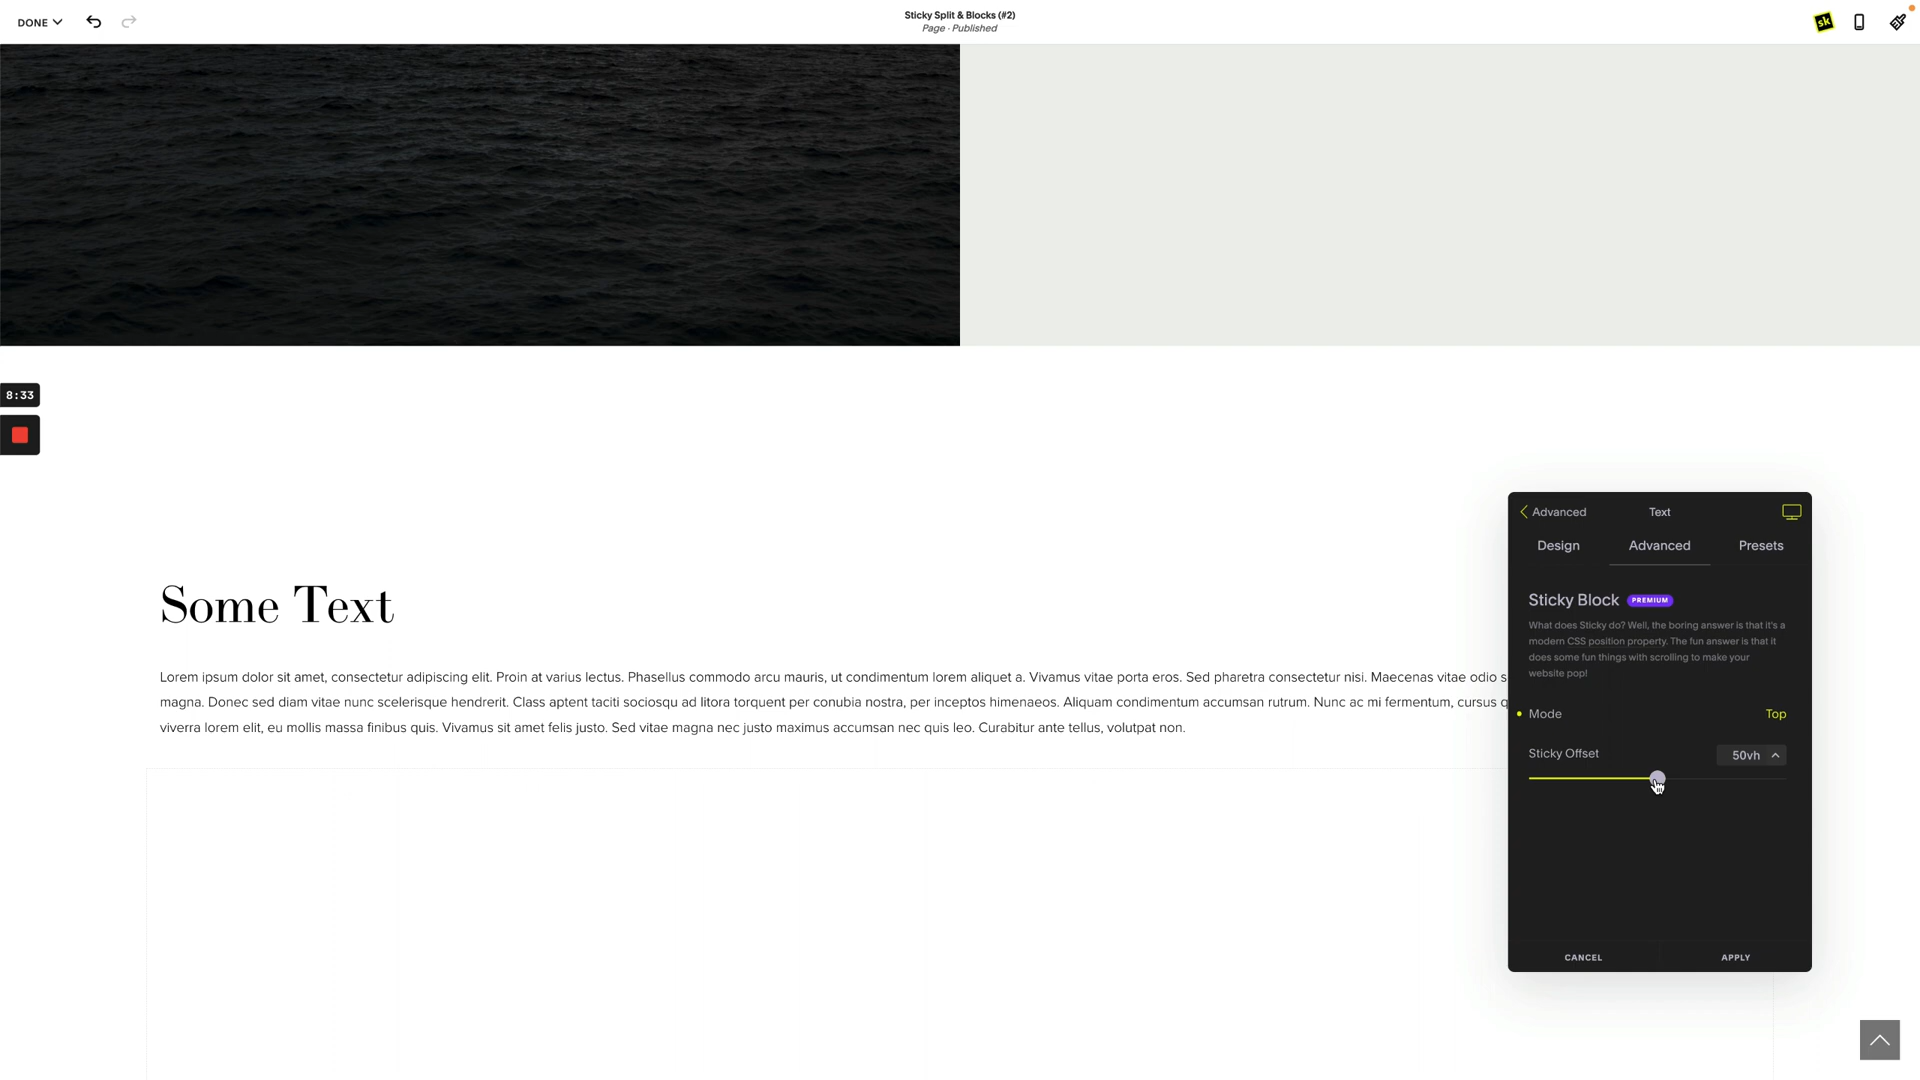 DONE
Sticky Split & Blocks (#2)
Page · Published
sk
8:33
Advanced
Text
Design
Advanced
Presets
Sticky Block
PREMIUM
What does Sticky do? Well, the boring answer is that it's a
modern CSS position property. The fun answer is that it
does some fun things with scrolling to make your
website pop!
Mode
Top
Sticky Offset
50vh
CANCEL
APPLY
Some Text
Lorem ipsum dolor sit amet, consectetur adipiscing elit. Proin at varius lectus. Phasellus commodo arcu mauris, ut condimentum lorem aliquet a. Vivamus vitae porta eros. Sed pharetra consectetur nisi. Maecenas vitae odio s
magna. Donec sed diam vitae nunc scelerisque hendrerit. Class aptent taciti sociosqu ad litora torquent per conubia nostra, per inceptos himenaeos. Aliquam condimentum accumsan rutrum. Nunc ac mi fermentum, cursus q
viverra lorem elit, eu mollis massa finibus quis. Vivamus sit amet felis justo. Sed vitae magna nec justo maximus accumsan nec quis leo. Curabitur ante tellus, volutpat non.